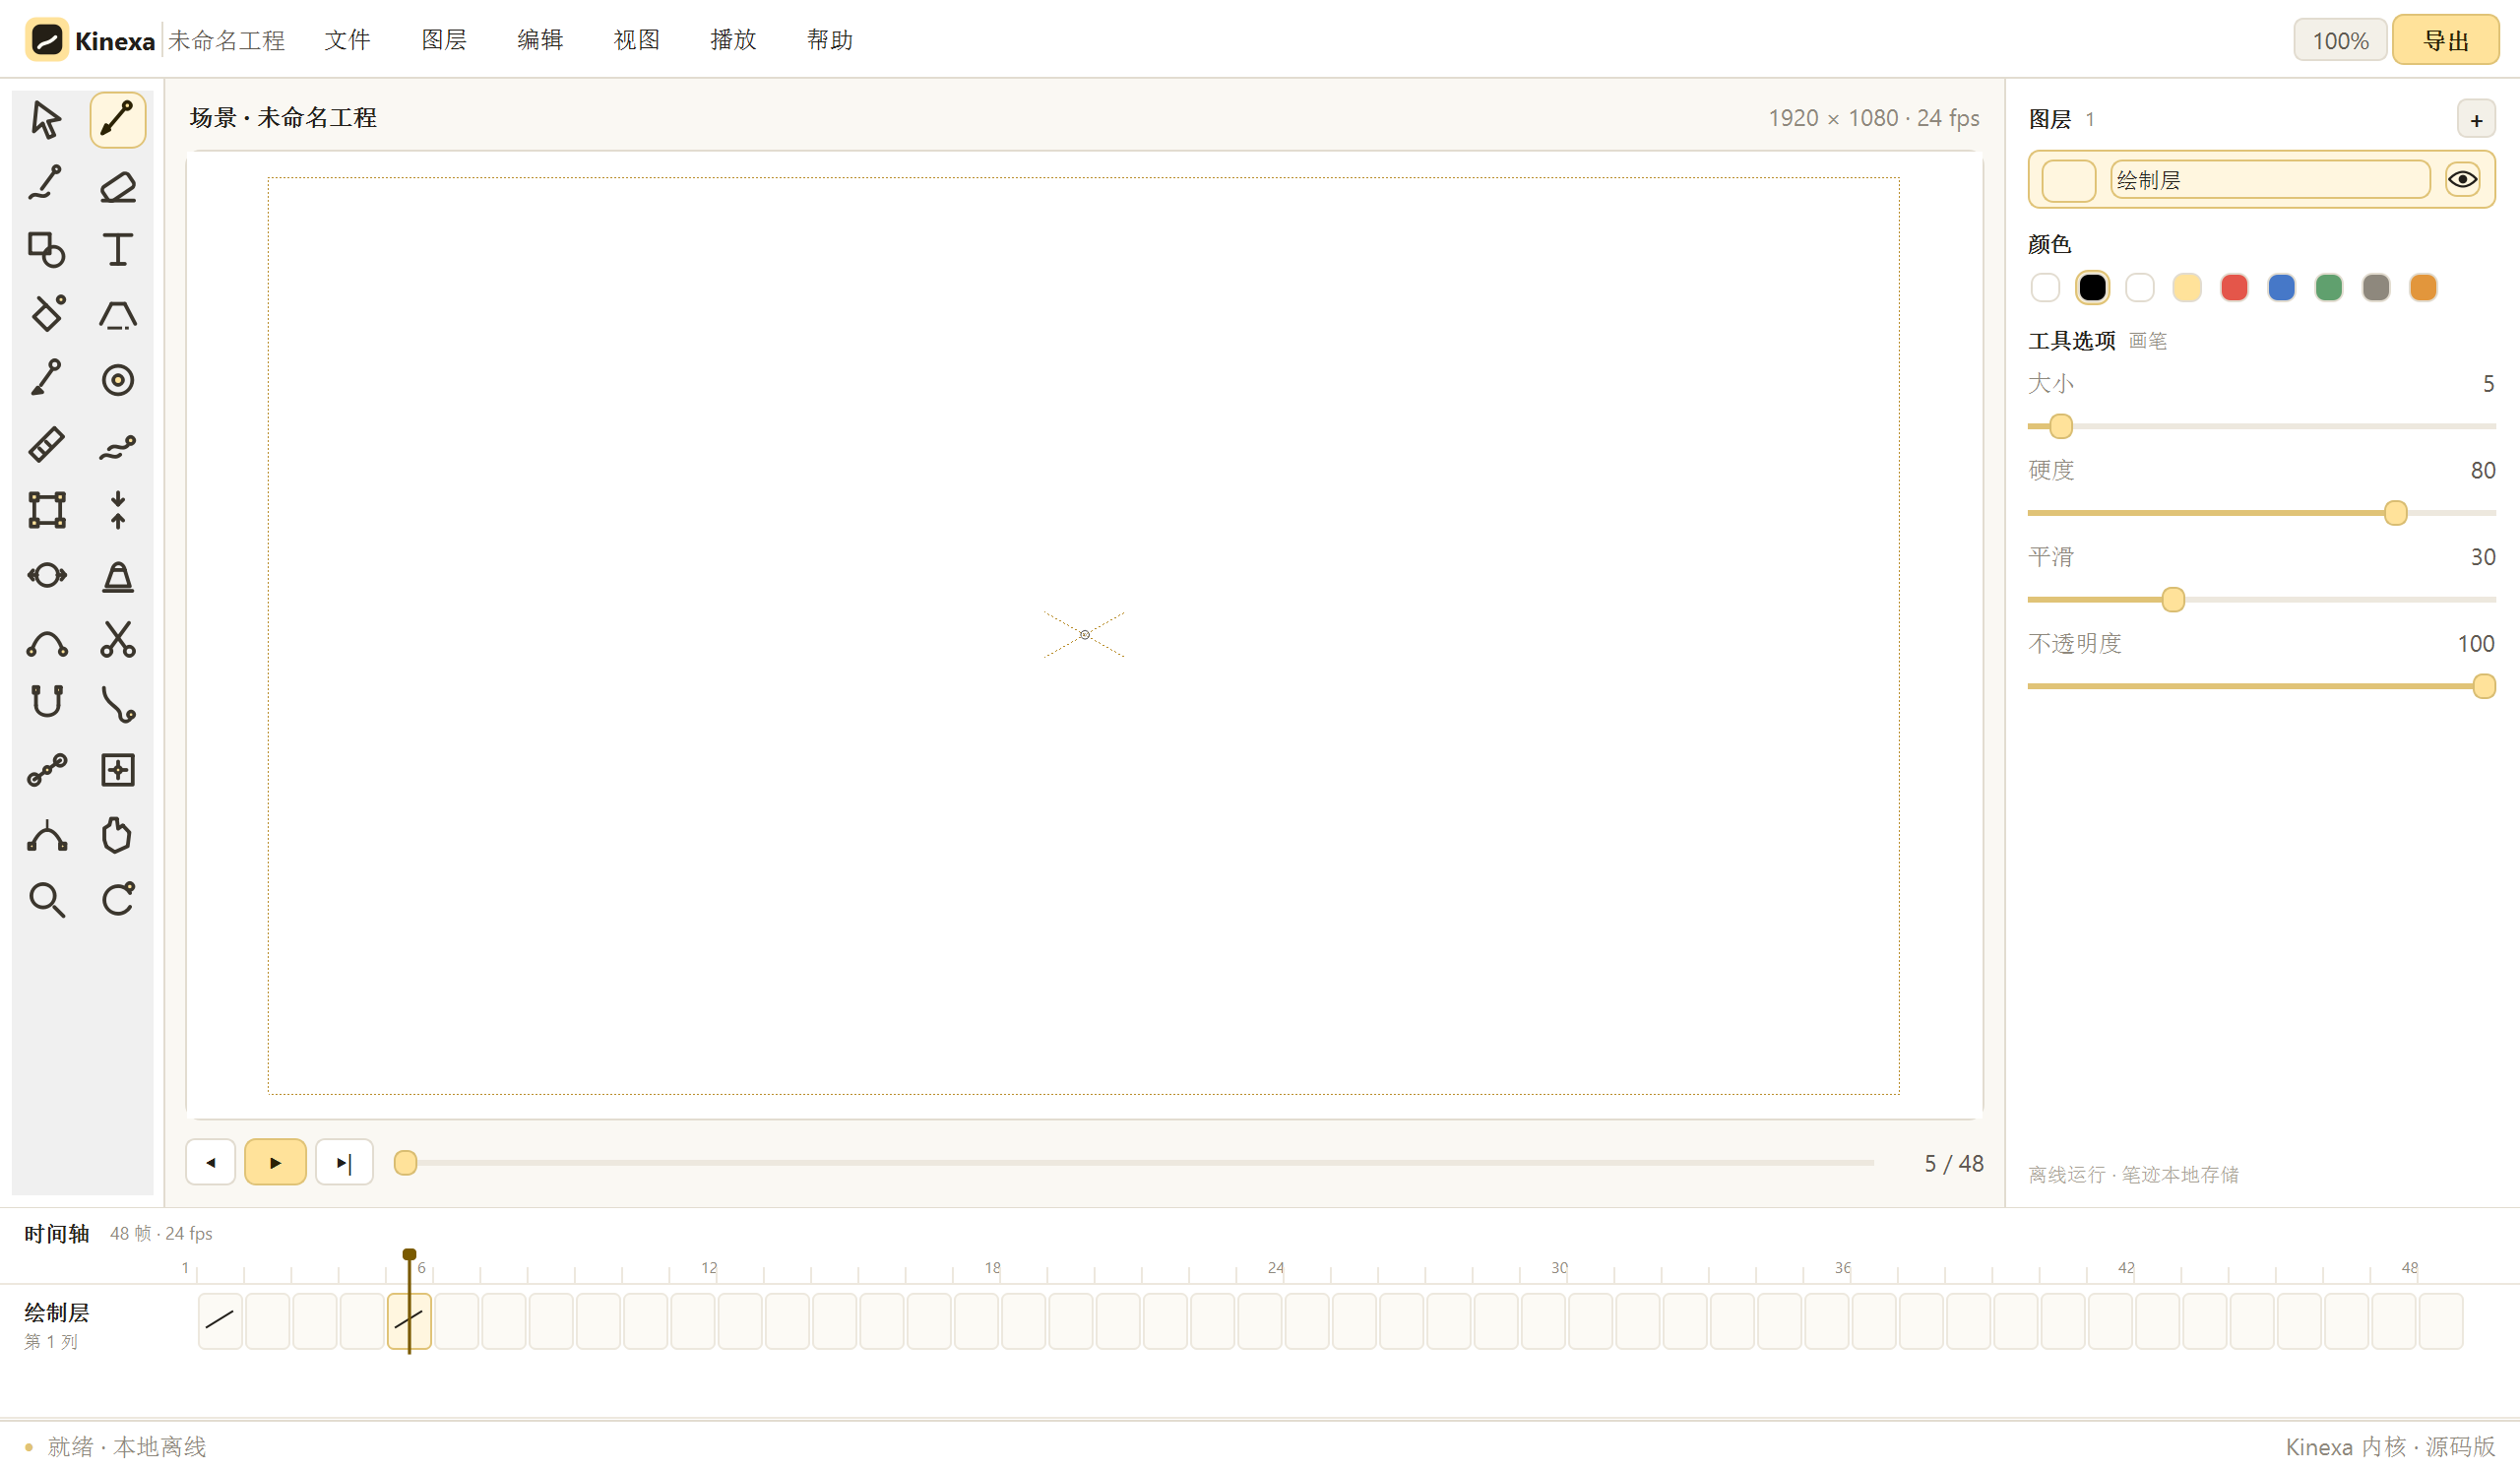 Kinexa 未命名工程 文件 图层 编辑 视图 播放 帮助 100% 导出
场景 · 未命名工程 1920 × 1080 · 24 fps
图层 1 +
绘制层
颜色
工具选项 画笔
大小 5
硬度 80
平滑 30
不透明度 100
5 / 48
离线运行 · 笔迹本地存储
时间轴 48 帧 · 24 fps
1 6 12 18 24 30 36 42 48
绘制层
第 1 列
就绪 · 本地离线 Kinexa 内核 · 源码版